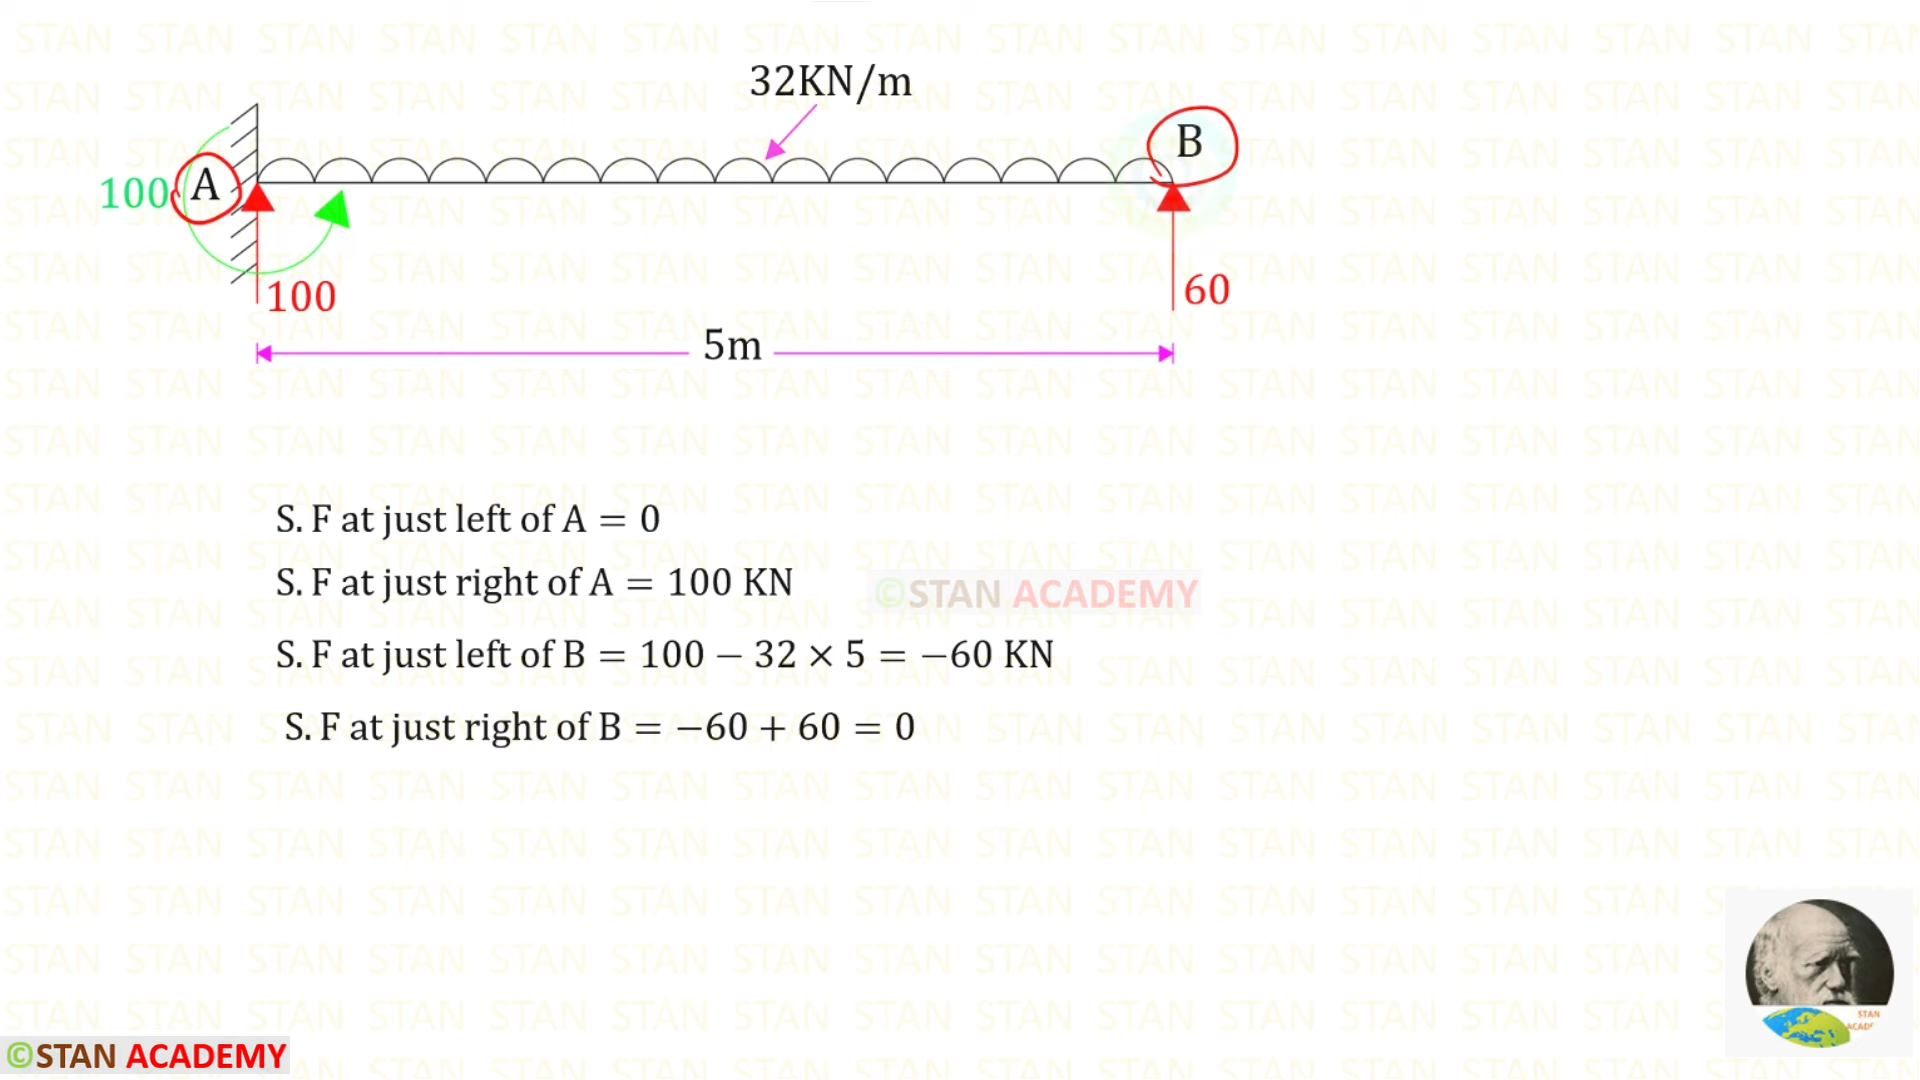 32KN/m
B
100
A
100
60
5m
S. F at just left of A = 0
S. F at just right of A = 100 KN
©STAN ACADEMY
S. F at just left of B = 100 − 32 × 5 = −60 KN
S. F at just right of B = −60 + 60 = 0
STAN
©STAN ACADEMY